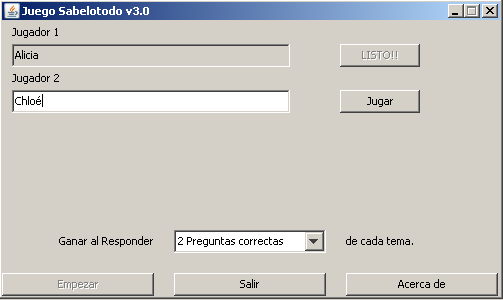 Juego Sabelotodo v3.0
Jugador 1
Alicia
LISTO!!
Jugador 2
Chloé
Jugar
Ganar al Responder 2 Preguntas correctas de cada tema.
Empezar Salir Acerca de